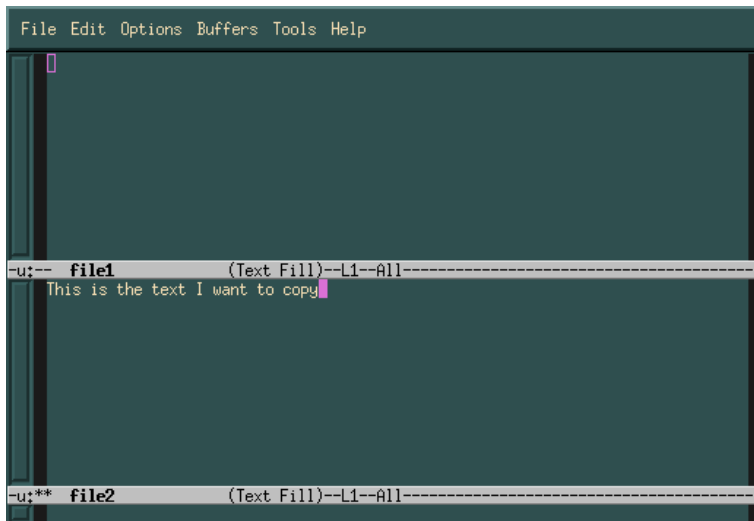 File Edit Options Buffers Tools Help
-u:-- file1 (Text Fill)--L1--All---------------------------------------
This is the text I want to copy
-u:** file2 (Text Fill)--L1--All---------------------------------------